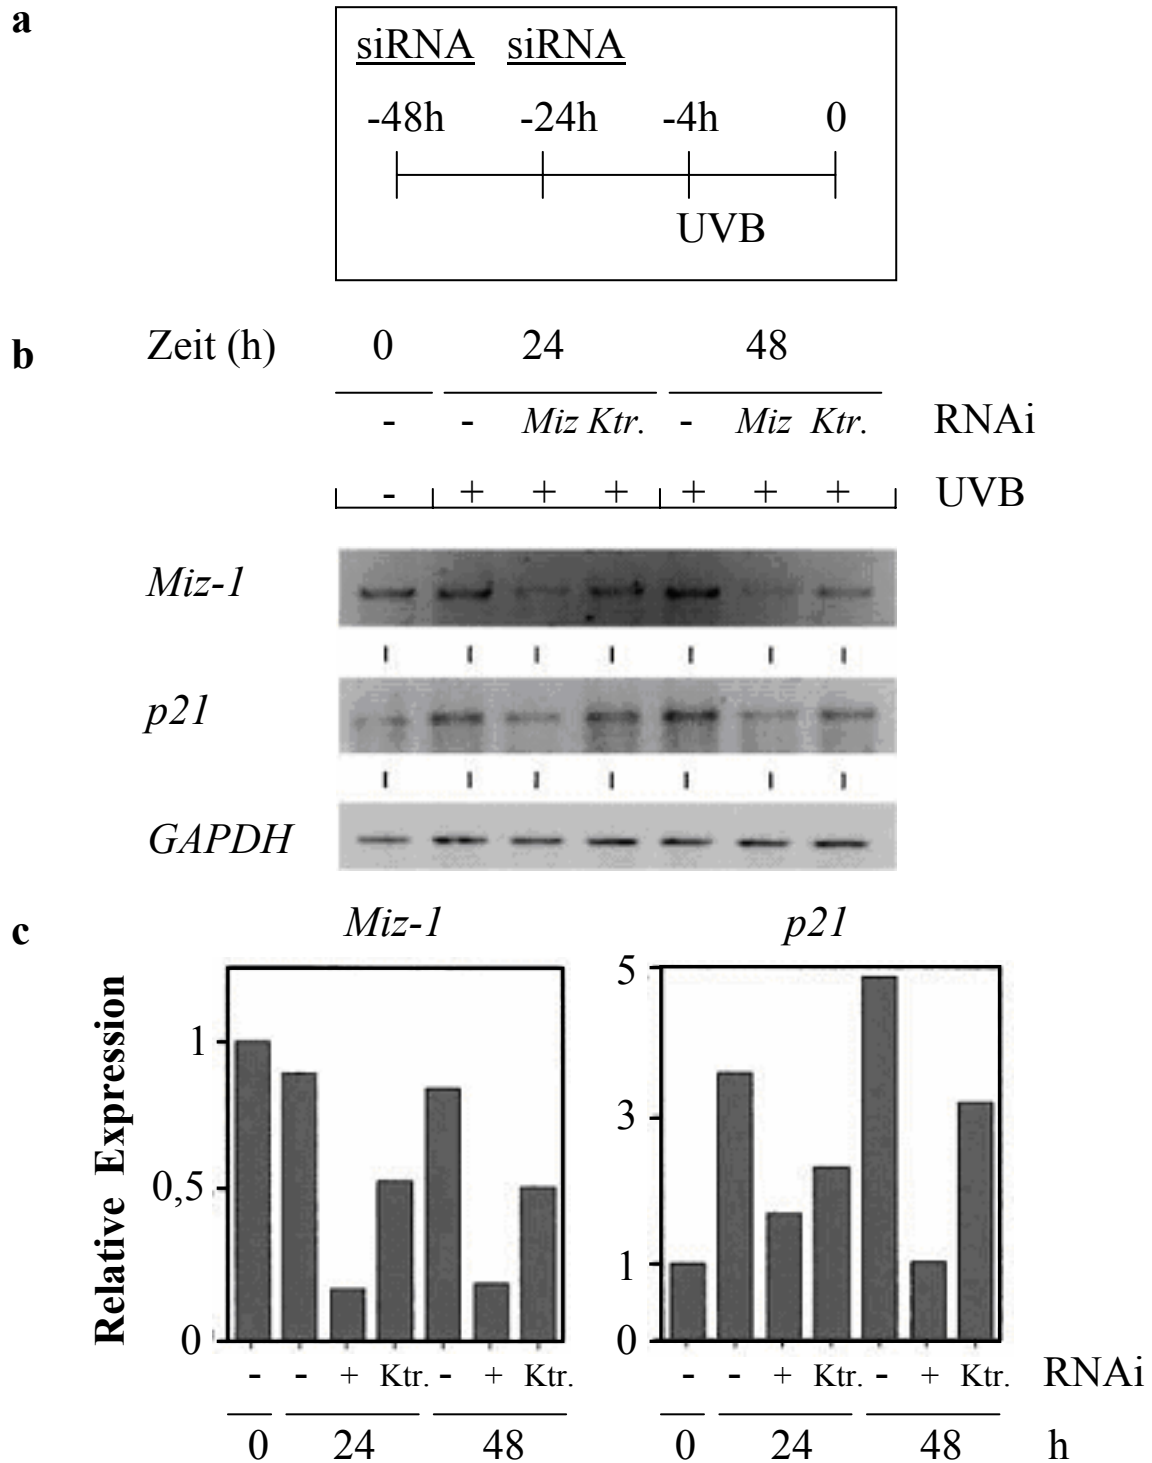 a
siRNA siRNA
-48h -24h -4h 0
UVB
b
Zeit (h) 0 24 48
- - Miz Ktr. - Miz Ktr. RNAi
- + + + + + + UVB
Miz-1
p21
GAPDH
c
Miz-1 p21
Relative Expression
1
0,5
0
5
3
1
0
- - + Ktr. - + Ktr. - - + Ktr. - + Ktr. RNAi
0 24 48 0 24 48 h